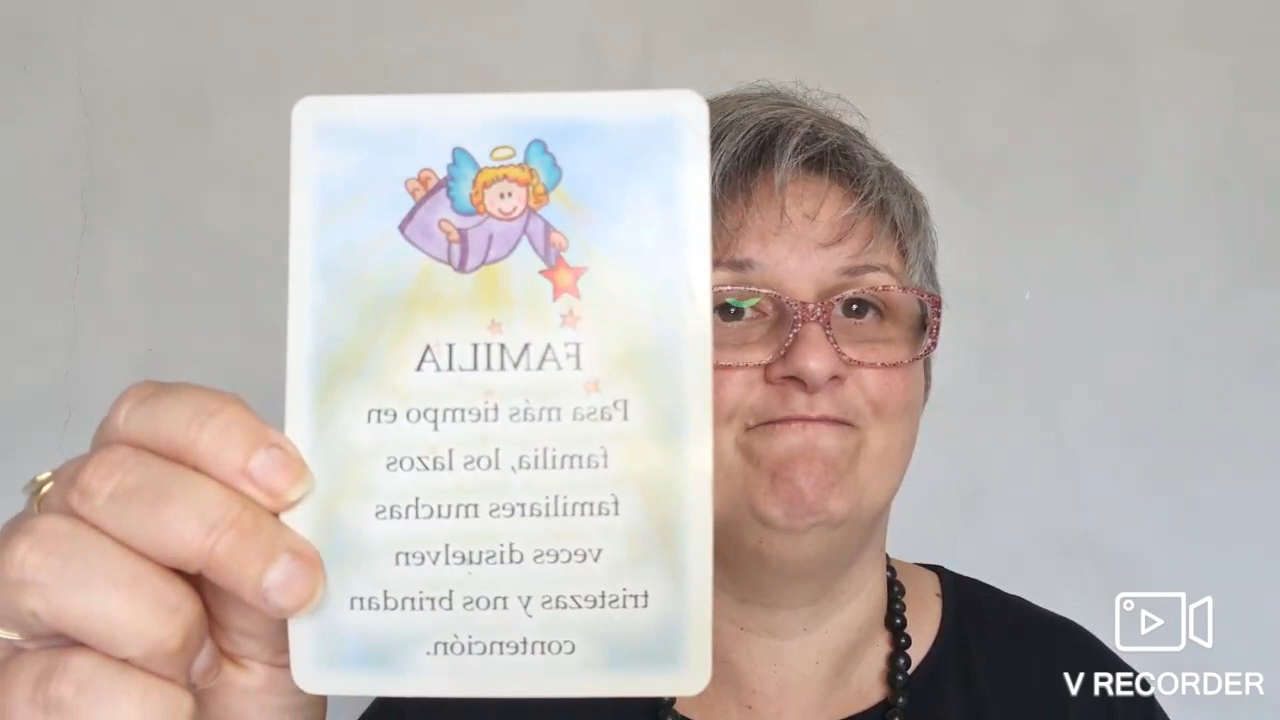 FAMILIA
Pasa más tiempo en
familia, los lazos
familiares muchas
veces disuelven
tristezas y nos brindan
contención.
V RECORDER